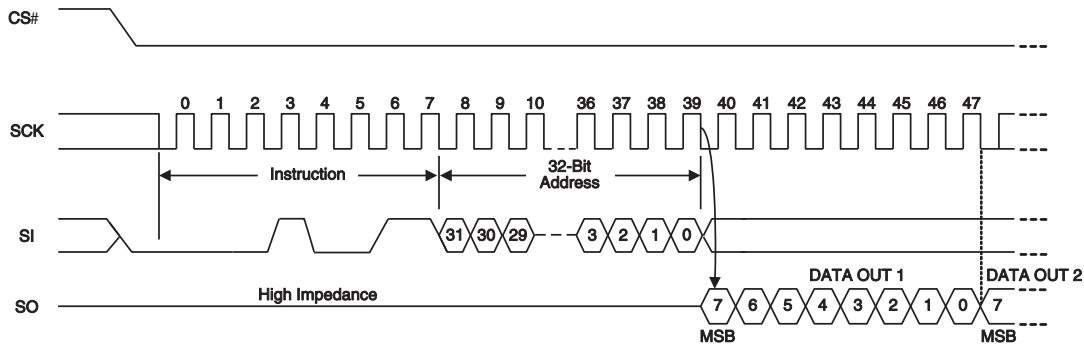 CS#
0 1 2 3 4 5 6 7 8 9 10 36 37 38 39 40 41 42 43 44 45 46 47
SCK
Instruction
32-Bit
Address
SI
31 30 29 3 2 1 0
DATA OUT 1 DATA OUT 2
High Impedance
SO
7 6 5 4 3 2 1 0 7
MSB MSB